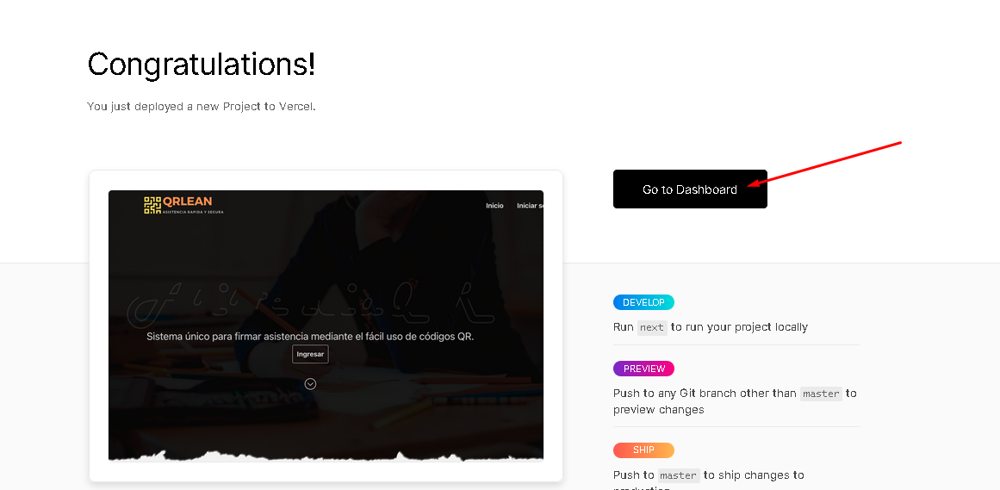 Congratulations!
You just deployed a new Project to Vercel.
Go to Dashboard
QRLEAN
ASISTENCIA RAPIDA Y SEGURA
Inicio Iniciar se
Sistema único para firmar asistencia mediante el fácil uso de códigos QR.
Ingresar
DEVELOP
Run next to run your project locally
PREVIEW
Push to any Git branch other than master to
preview changes
SHIP
Push to master to ship changes to
production